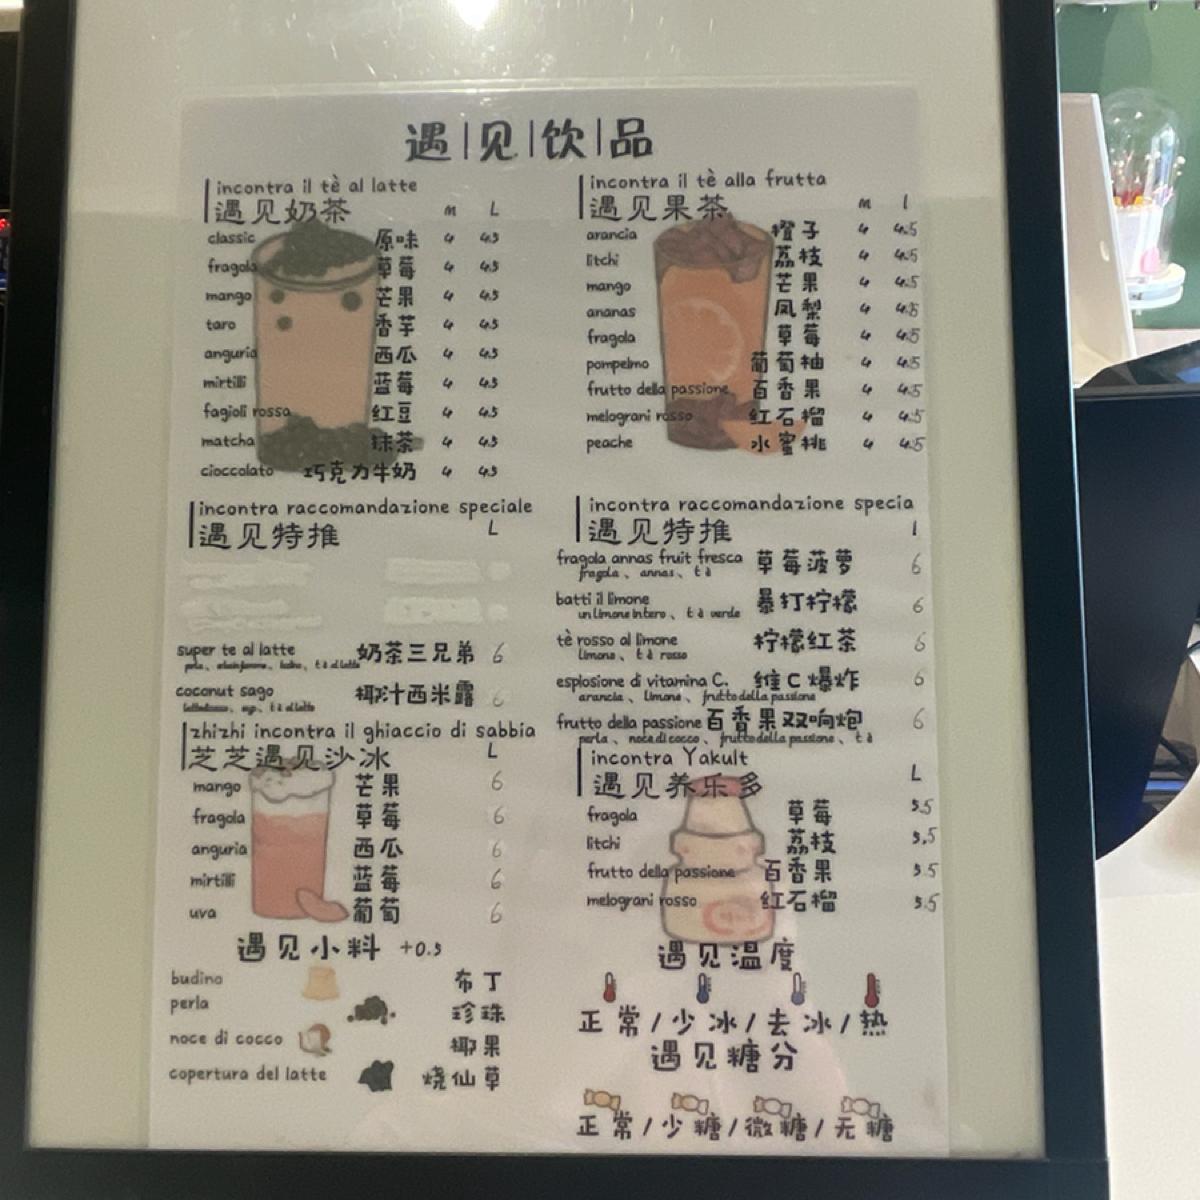 遇|见|饮|品
incontra il tè al latte
遇见奶茶 m L
classic 原味 4 4.5
fragola 草莓 4 4.5
mango 芒果 4 4.5
taro 香芋 4 4.5
anguria 西瓜 4 4.5
mirtilli 蓝莓 4 4.5
fagioli rossa 红豆 4 4.5
matcha 抹茶 4 4.5
cioccolato 巧克力牛奶 4 4.5
incontra raccomandazione speciale
遇见特推 L
super te al latte 奶茶三兄弟 6
coconut sago 椰汁西米露 6
zhizhi incontra il ghiaccio di sabbia
芝芝遇见沙冰 L
mango 芒果 6
fragola 草莓 6
anguria 西瓜 6
mirtilli 蓝莓 6
uva 葡萄 6
遇见小料 +0.5
budino 布丁
perla 珍珠
noce di cocco 椰果
copertura del latte 烧仙草
incontra il tè alla frutta
遇见果茶 m l
arancia 橙子 4 4.5
litchi 荔枝 4 4.5
mango 芒果 4 4.5
ananas 凤梨 4 4.5
fragola 草莓 4 4.5
pompelmo 葡萄柚 4 4.5
frutto della passione 百香果 4 4.5
melograni rosso 红石榴 4 4.5
peache 水蜜桃 4 4.5
incontra raccomandazione specia
遇见特推 l
fragola annas fruit fresca 草莓菠萝 6
fragola、annas、tà
batti il limone 暴打柠檬 6
un limone intero、tà verde
tè rosso al limone 柠檬红茶 6
limone、tà rosso
esplosione di vitamina C. 维C爆炸 6
arancia、limone、frutto della passione
frutto della passione 百香果双响炮 6
perla、noce di cocco、frutto della passione、tà
incontra Yakult
遇见养乐多 L
fragola 草莓 5.5
litchi 荔枝 5.5
frutto della passione 百香果 5.5
melograni rosso 红石榴 5.5
遇见温度
正常/少冰/去冰/热
遇见糖分
正常/少糖/微糖/无糖